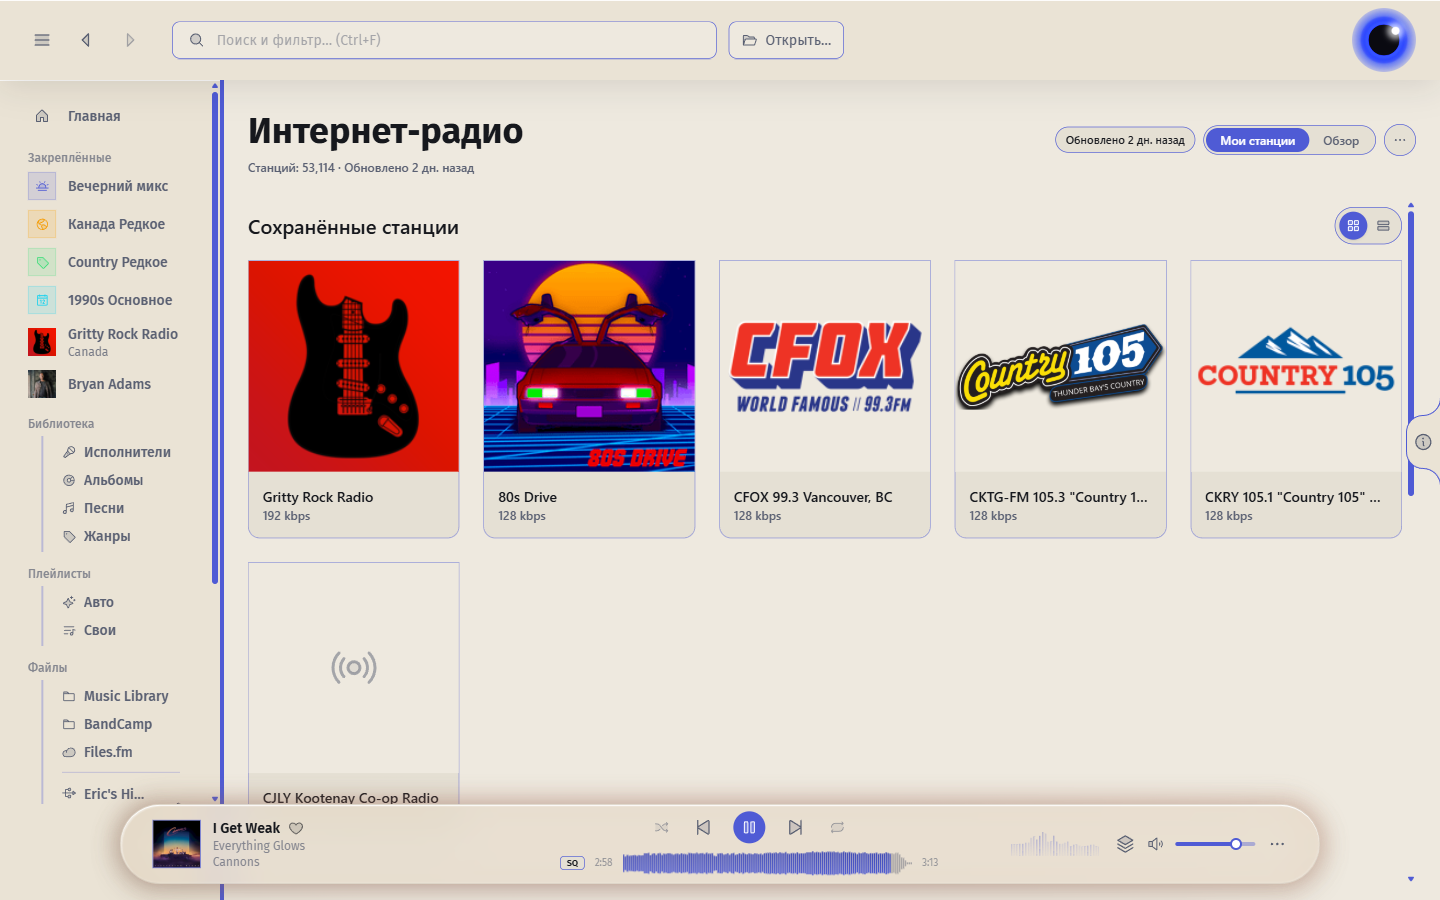 Поиск и фильтр... (Ctrl+F)
Открыть...
Главная
Закреплённые
Вечерний микс
Канада Редкое
Country Редкое
1990s Основное
Gritty Rock Radio
Canada
Bryan Adams
Библиотека
Исполнители
Альбомы
Песни
Жанры
Плейлисты
Авто
Свои
Файлы
Music Library
BandCamp
Files.fm
Eric's Hi...
Интернет-радио
Станций: 53,114 · Обновлено 2 дн. назад
Обновлено 2 дн. назад
Мои станции
Обзор
Сохранённые станции
80s DRIVE
CFOX
WORLD FAMOUS // 99.3FM
Country 105
THUNDER BAY'S COUNTRY
COUNTRY 105
Gritty Rock Radio
192 kbps
80s Drive
128 kbps
CFOX 99.3 Vancouver, BC
128 kbps
CKTG-FM 105.3 "Country 1...
128 kbps
CKRY 105.1 "Country 105" ...
128 kbps
CJLY Kootenay Co-op Radio
I Get Weak
Everything Glows
Cannons
SQ
2:58
3:13